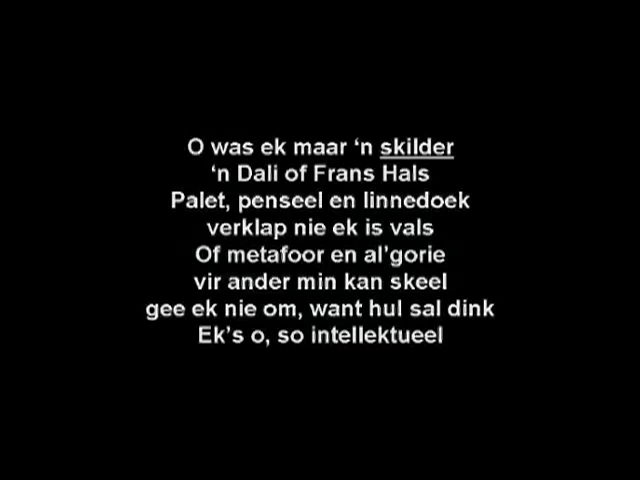 O was ek maar ‘n skilder
‘n Dali of Frans Hals
Palet, penseel en linnedoek
verklap nie ek is vals
Of metafoor en al’gorie
vir ander min kan skeel
gee ek nie om, want hul sal dink
Ek’s o, so intellektueel